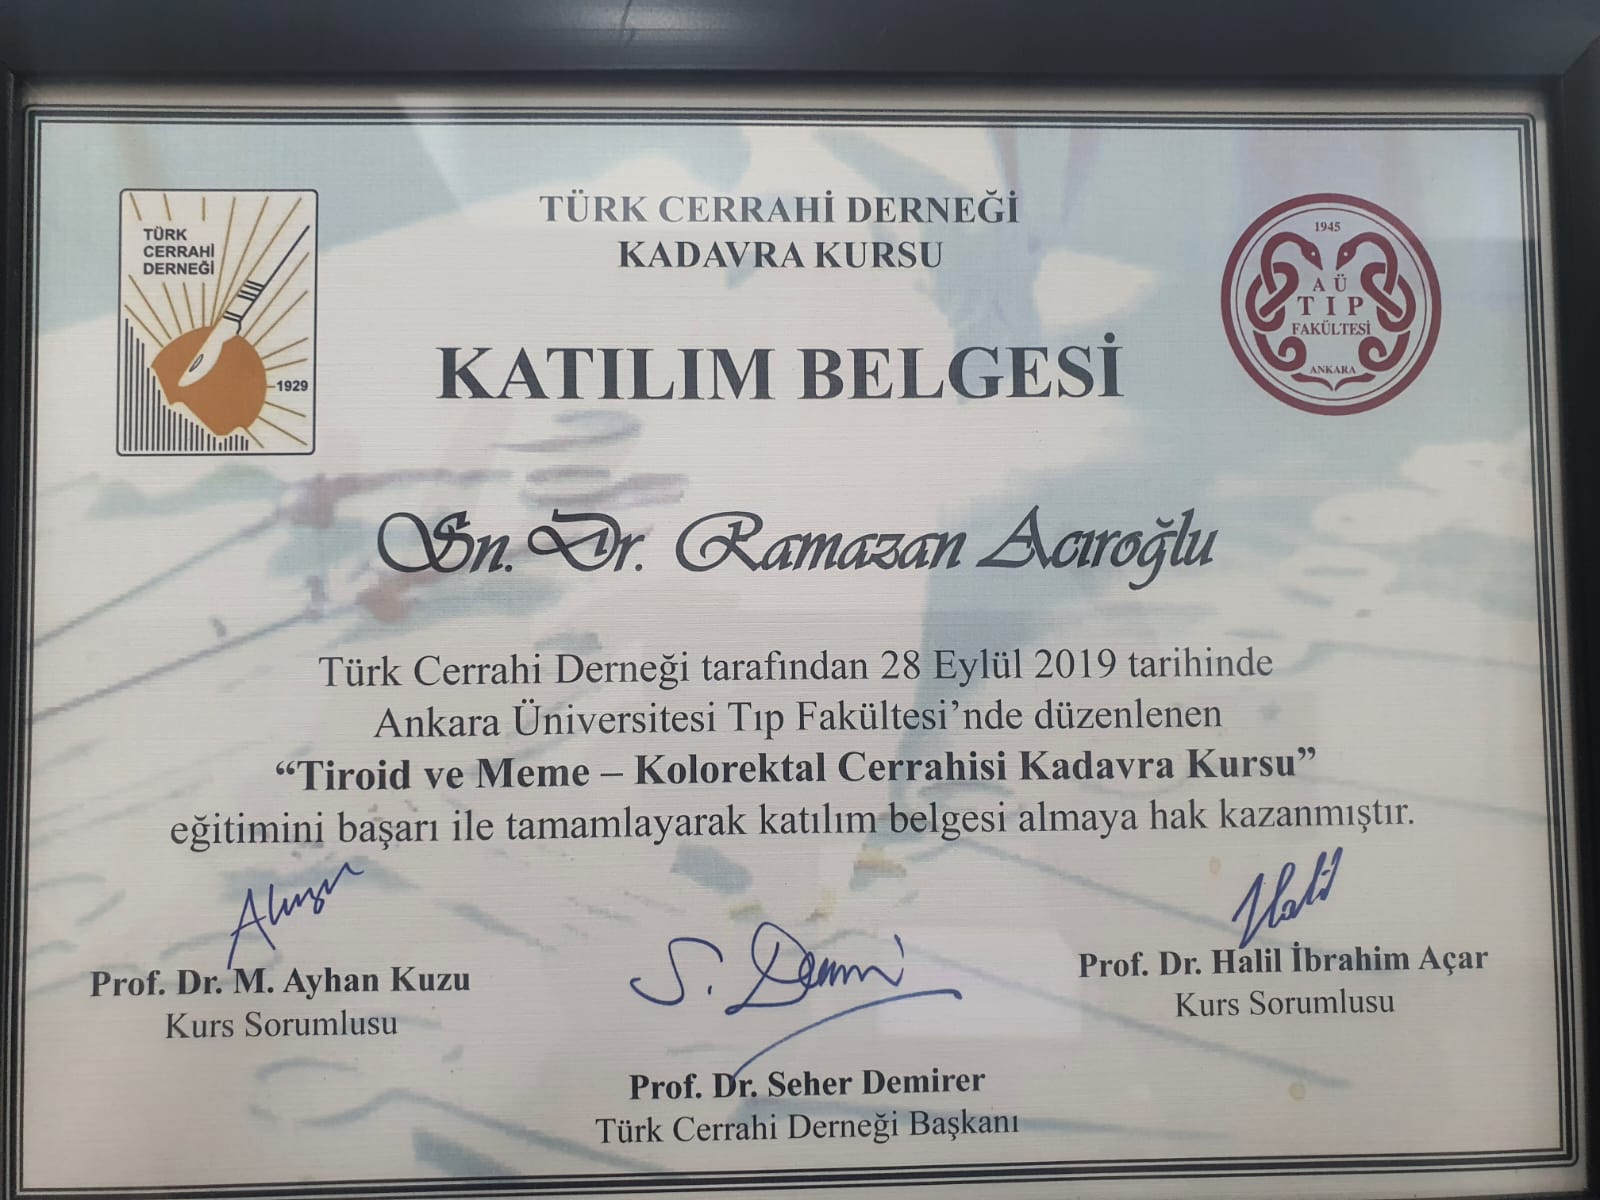 TÜRK CERRAHİ DERNEĞİ
KADAVRA KURSU
TÜRK
CERRAHİ
DERNEĞİ
1929
1945
A Ü
TIP
FAKÜLTESİ
ANKARA
KATILIM BELGESİ
Sn. Dr. Ramazan Acıroğlu
Türk Cerrahi Derneği tarafından 28 Eylül 2019 tarihinde
Ankara Üniversitesi Tıp Fakültesi’nde düzenlenen
“Tiroid ve Meme – Kolorektal Cerrahisi Kadavra Kursu”
eğitimini başarı ile tamamlayarak katılım belgesi almaya hak kazanmıştır.
Halil
S. Demir
Prof. Dr. M. Ayhan Kuzu
Kurs Sorumlusu
Prof. Dr. Halil İbrahim Açar
Kurs Sorumlusu
Prof. Dr. Seher Demirer
Türk Cerrahi Derneği Başkanı